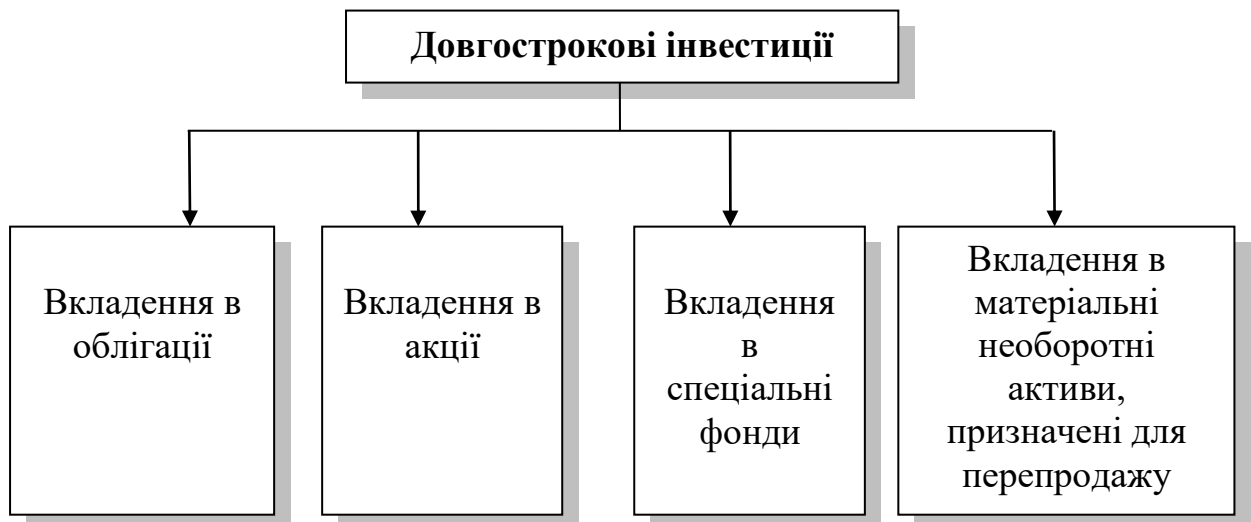 Довгострокові інвестиції
Вкладення в
облігації
Вкладення в
акції
Вкладення
в
спеціальні
фонди
Вкладення в
матеріальні
необоротні
активи,
призначені для
перепродажу